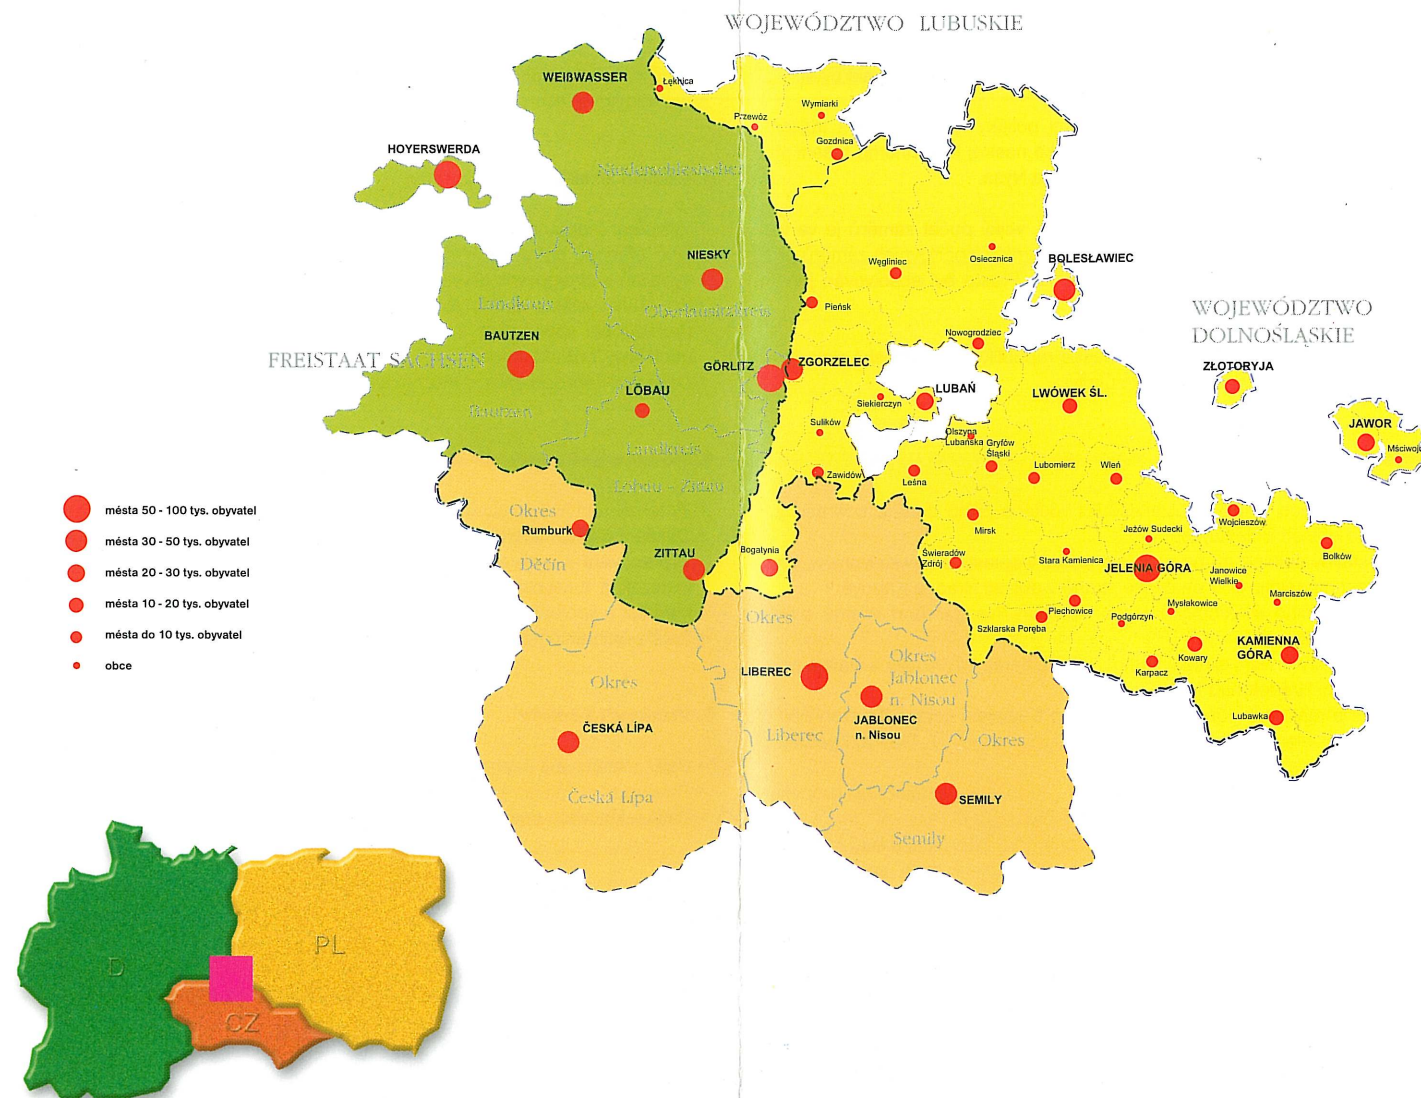 WOJEWÓDZTWO LUBUSKIE
WEIßWASSER
Łęknica
Wymiarki
Przewóz
Gozdnica
HOYERSWERDA
NIESKY
Węgliniec
Osiecznica
BOLESŁAWIEC
Landkreis
Pieńsk
WOJEWÓDZTWO
DOLNOŚLĄSKIE
BAUTZEN
Nowogrodziec
FREISTAAT SACHSEN
GÖRLITZ
ZGORZELEC
ZŁOTORYJA
LÖBAU
LUBAŃ
LWÓWEK ŚL.
Siekierczyn
Bautzen
JAWOR
Sulików
Olszyna
Lubańska
Gryfów
Śląski
Landkreis
Löbau - Zittau
Zawidów
Leśna
Lubomierz
Wleń
města 50 - 100 tys. obyvatel
města 30 - 50 tys. obyvatel
města 20 - 30 tys. obyvatel
města 10 - 20 tys. obyvatel
města do 10 tys. obyvatel
obce
Okres
Rumburk
Děčín
Mirsk
Wojcieszów
Jeżów Sudecki
Bolków
ZITTAU
Bogatynia
Świeradów
Zdrój
Stara Kamienica
JELENIA GÓRA
Janowice
Wielkie
Marciszów
Piechowice
Mysłakowice
Podgórzyn
Szklarska Poręba
Okres
KAMIENNA
GÓRA
Kowary
Karpacz
LIBEREC
Okres
Jablonec
n. Nisou
Okres
JABLONEC
n. Nisou
Lubawka
ČESKÁ LÍPA
Liberec
Okres
Česká Lípa
SEMILY
Semily
D
PL
CZ